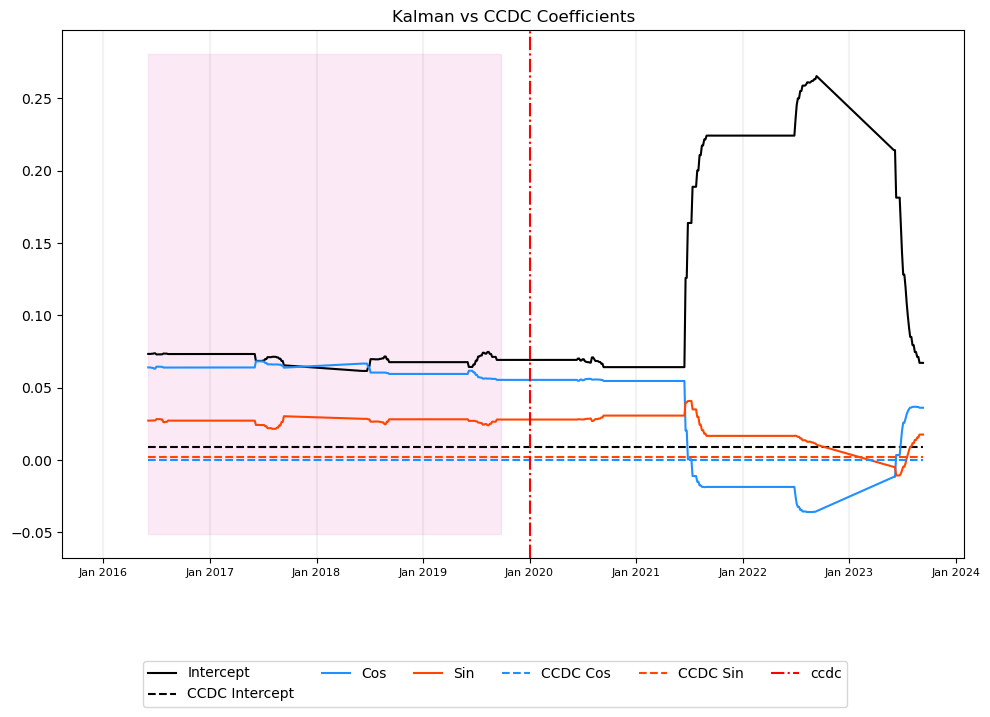 Kalman vs CCDC Coefficients
0.25
0.20
0.15
0.10
0.05
0.00
−0.05
Jan 2016 Jan 2017 Jan 2018 Jan 2019 Jan 2020 Jan 2021 Jan 2022 Jan 2023 Jan 2024
Intercept Cos Sin CCDC Cos CCDC Sin ccdc
CCDC Intercept